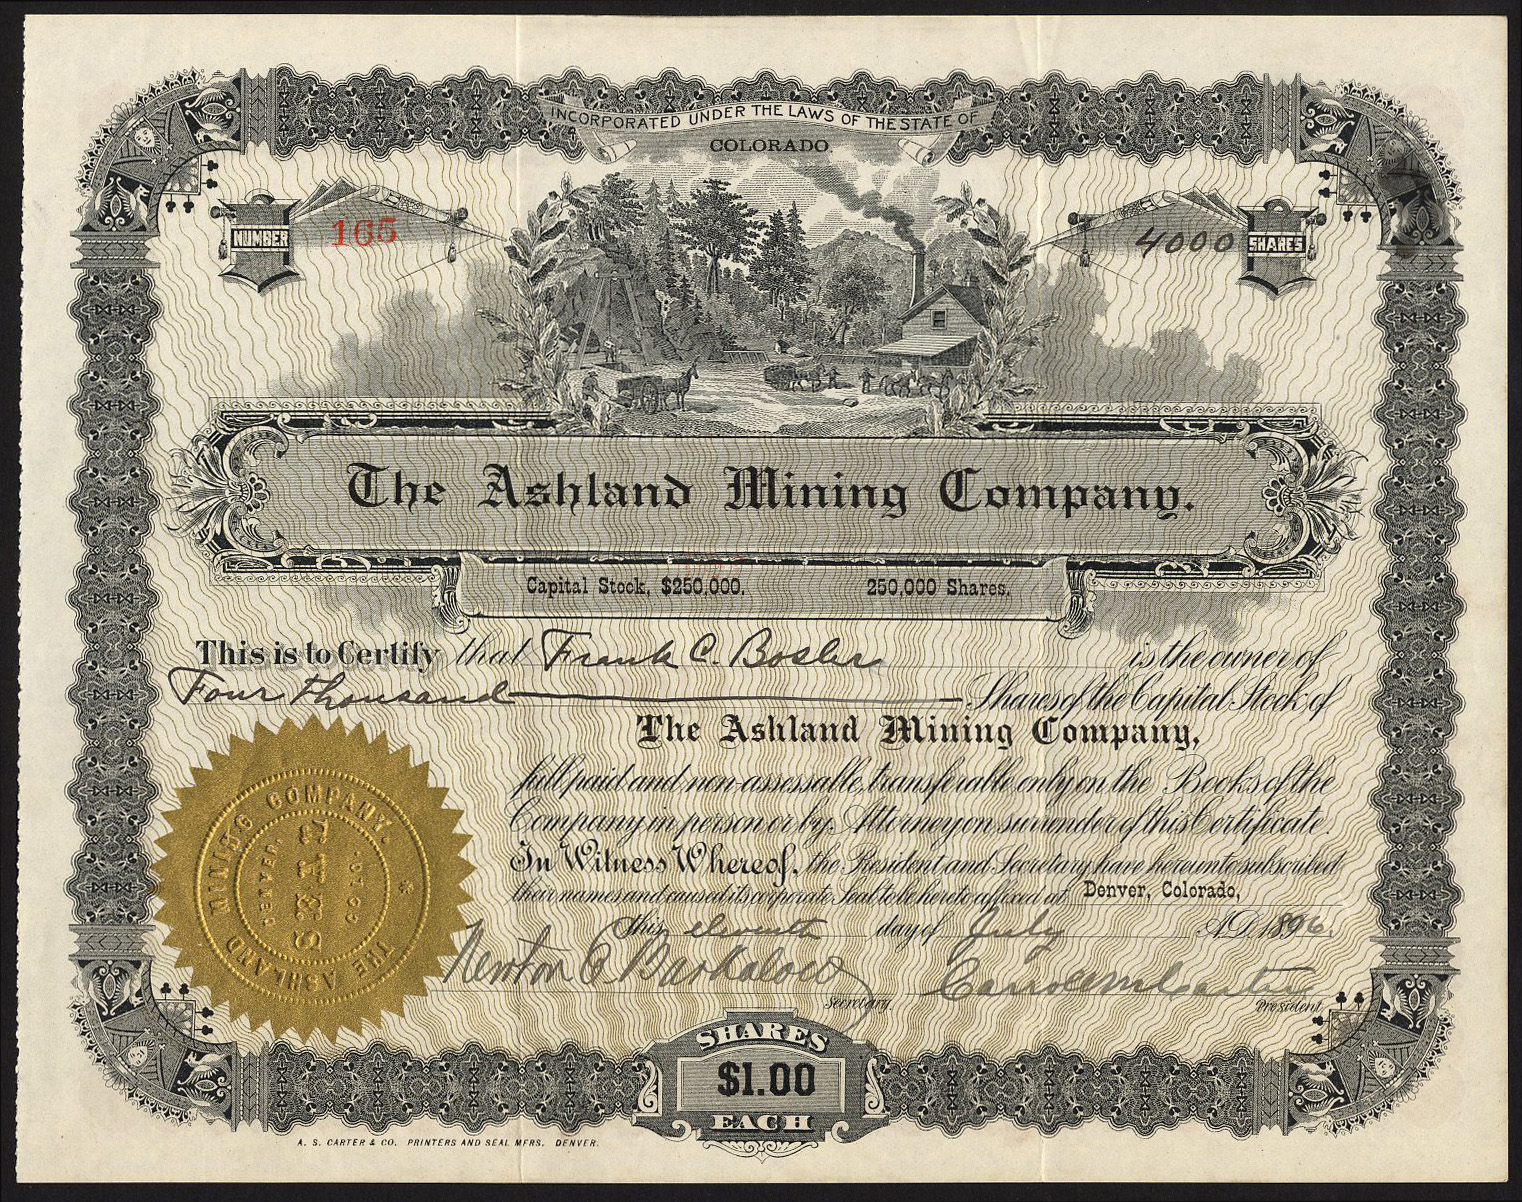 INCORPORATED UNDER THE LAWS OF THE STATE OF
COLORADO
NUMBER 165
4000 SHARES
The Ashland Mining Company.
Capital Stock, $250,000. 250,000 Shares.
This is to Certify that Frank C. Bosler is the owner of
Four thousand Shares of the Capital Stock of
The Ashland Mining Company,
full paid and non-assessable, transferable only on the Books of the
Company in person or by Attorney on surrender of this Certificate.
In Witness Whereof, the President and Secretary have hereunto subscribed
their names and caused its corporate Seal to be hereto affixed at Denver, Colorado,
this eleventh day of July A.D. 1896.
Newton C. Barkalow
Secretary.
President
THE ASHLAND MINING COMPANY.
DENVER, COLO.
SEAL
SHARES
$1.00
EACH
A. S. CARTER & CO. PRINTERS AND SEAL MFRS. DENVER.